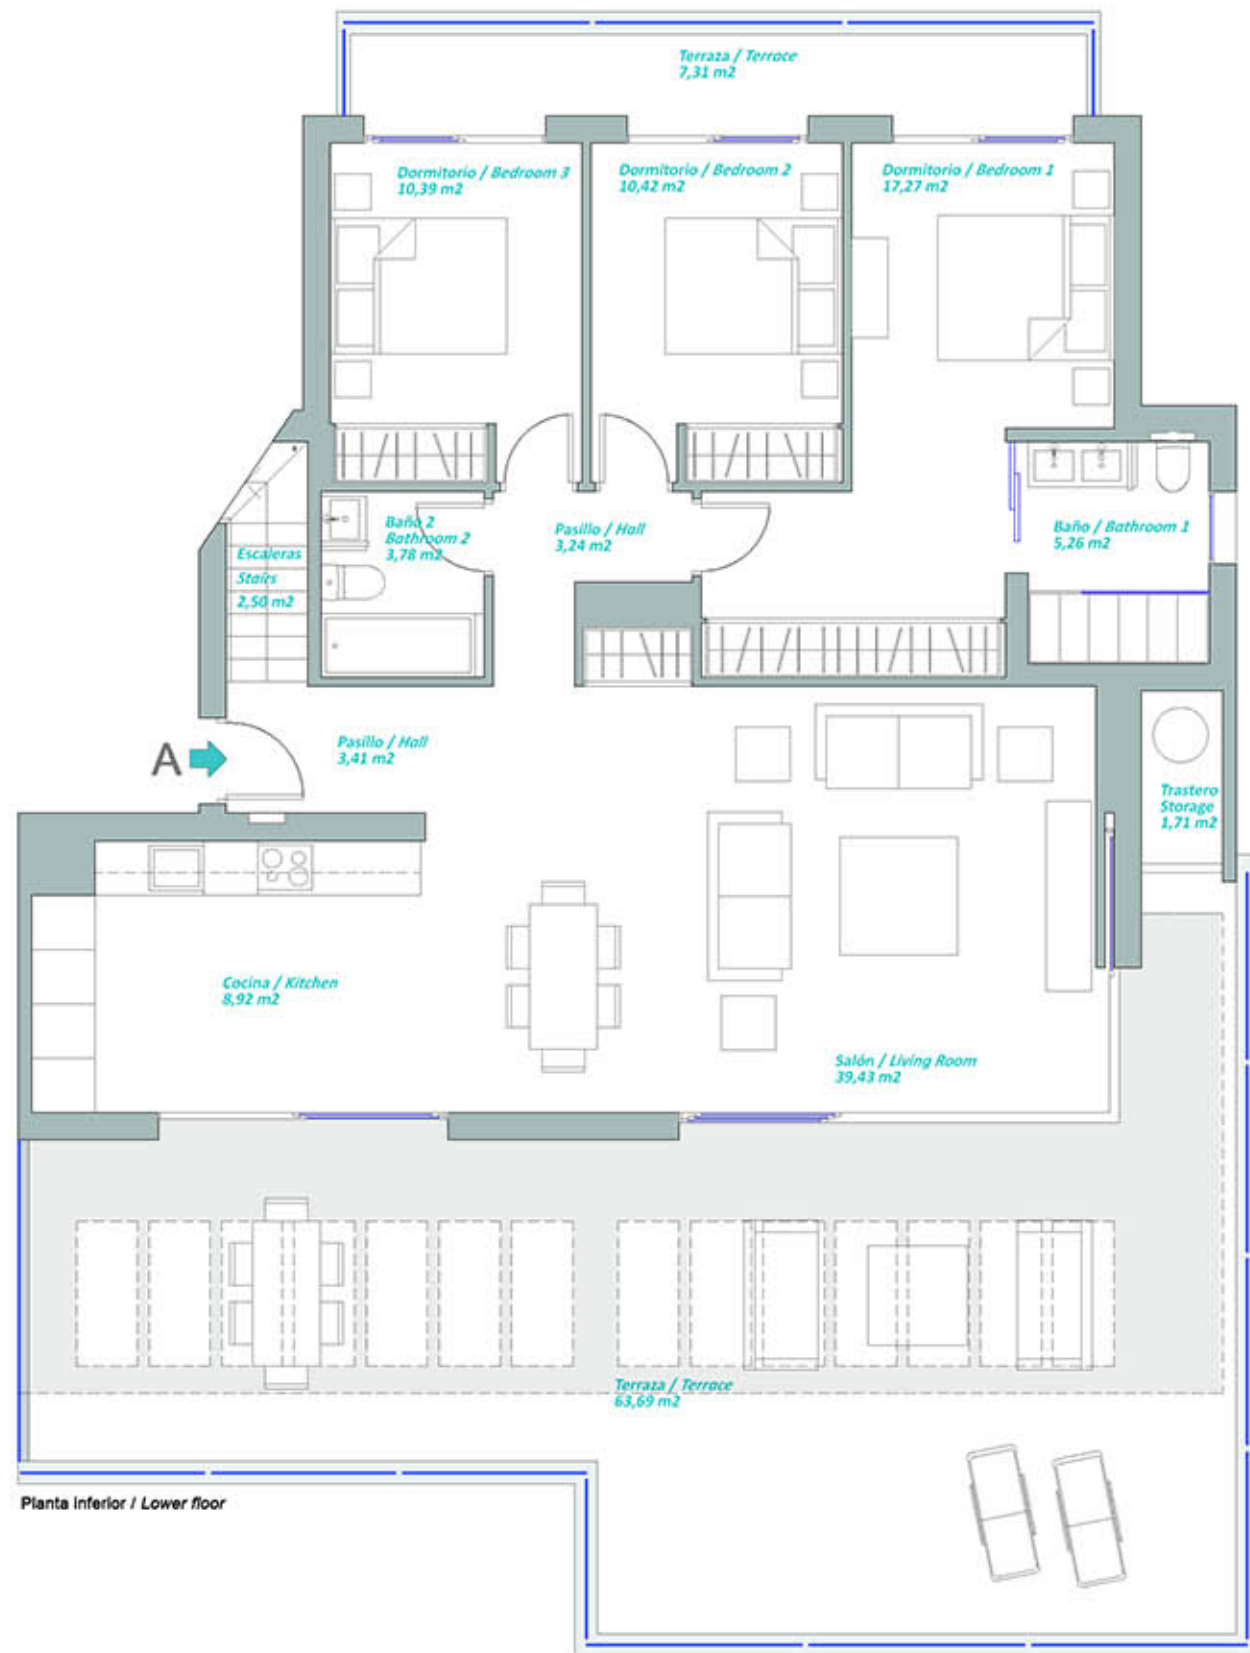 Terraza / Terrace
7,31 m2
Dormitorio / Bedroom 3
10,39 m2
Dormitorio / Bedroom 2
10,42 m2
Dormitorio / Bedroom 1
17,27 m2
Baño 2
Bathroom 2
3,78 m2
Pasillo / Hall
3,24 m2
Baño / Bathroom 1
5,26 m2
Escaleras
Stairs
2,50 m2
A
Pasillo / Hall
3,41 m2
Trastero
Storage
1,71 m2
Cocina / Kitchen
8,92 m2
Salón / Living Room
39,43 m2
Terraza / Terrace
63,69 m2
Planta Inferior / Lower floor